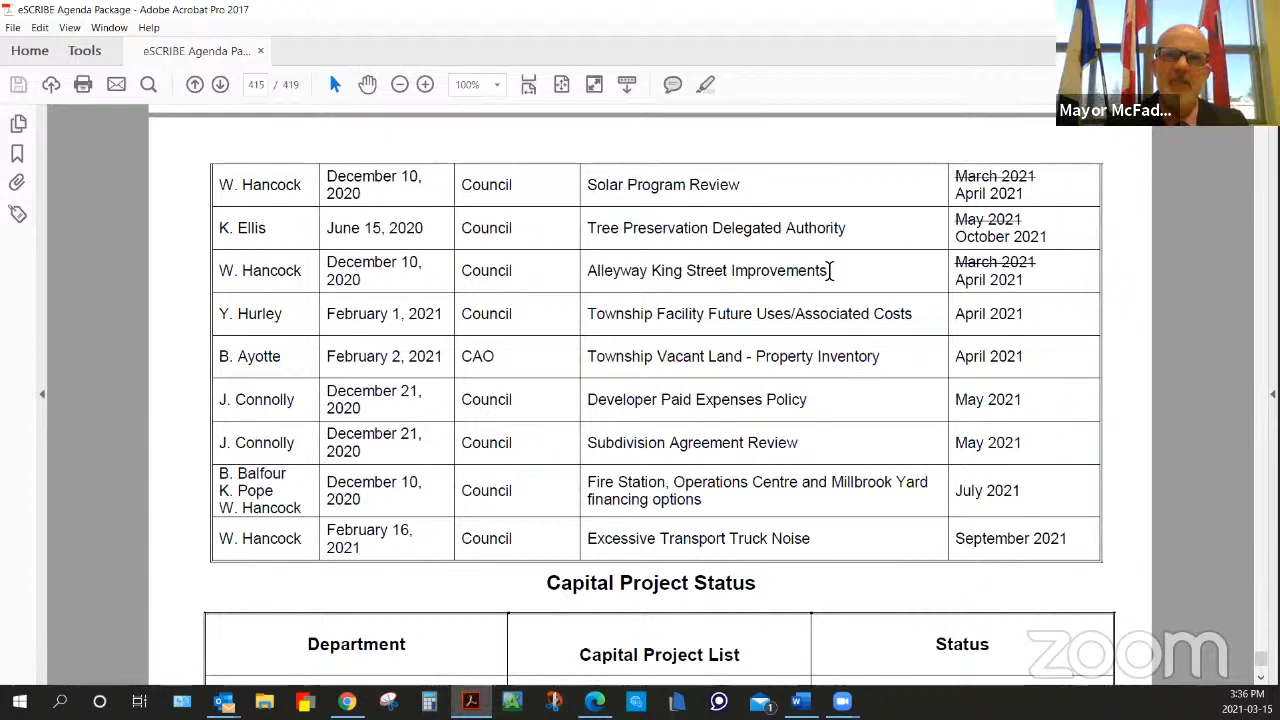 eSCRIBE Agenda Package - Adobe Acrobat Pro 2017
File Edit View Window Help
Home Tools eSCRIBE Agenda Pa... ×
415 / 419 100%
Mayor McFad...
W. Hancock December 10, 2020 Council Solar Program Review March 2021 April 2021
K. Ellis June 15, 2020 Council Tree Preservation Delegated Authority May 2021 October 2021
W. Hancock December 10, 2020 Council Alleyway King Street Improvements March 2021 April 2021
Y. Hurley February 1, 2021 Council Township Facility Future Uses/Associated Costs April 2021
B. Ayotte February 2, 2021 CAO Township Vacant Land - Property Inventory April 2021
J. Connolly December 21, 2020 Council Developer Paid Expenses Policy May 2021
J. Connolly December 21, 2020 Council Subdivision Agreement Review May 2021
B. Balfour K. Pope W. Hancock December 10, 2020 Council Fire Station, Operations Centre and Millbrook Yard financing options July 2021
W. Hancock February 16, 2021 Council Excessive Transport Truck Noise September 2021
Capital Project Status
Department Capital Project List Status
zoom
3:36 PM
2021-03-15